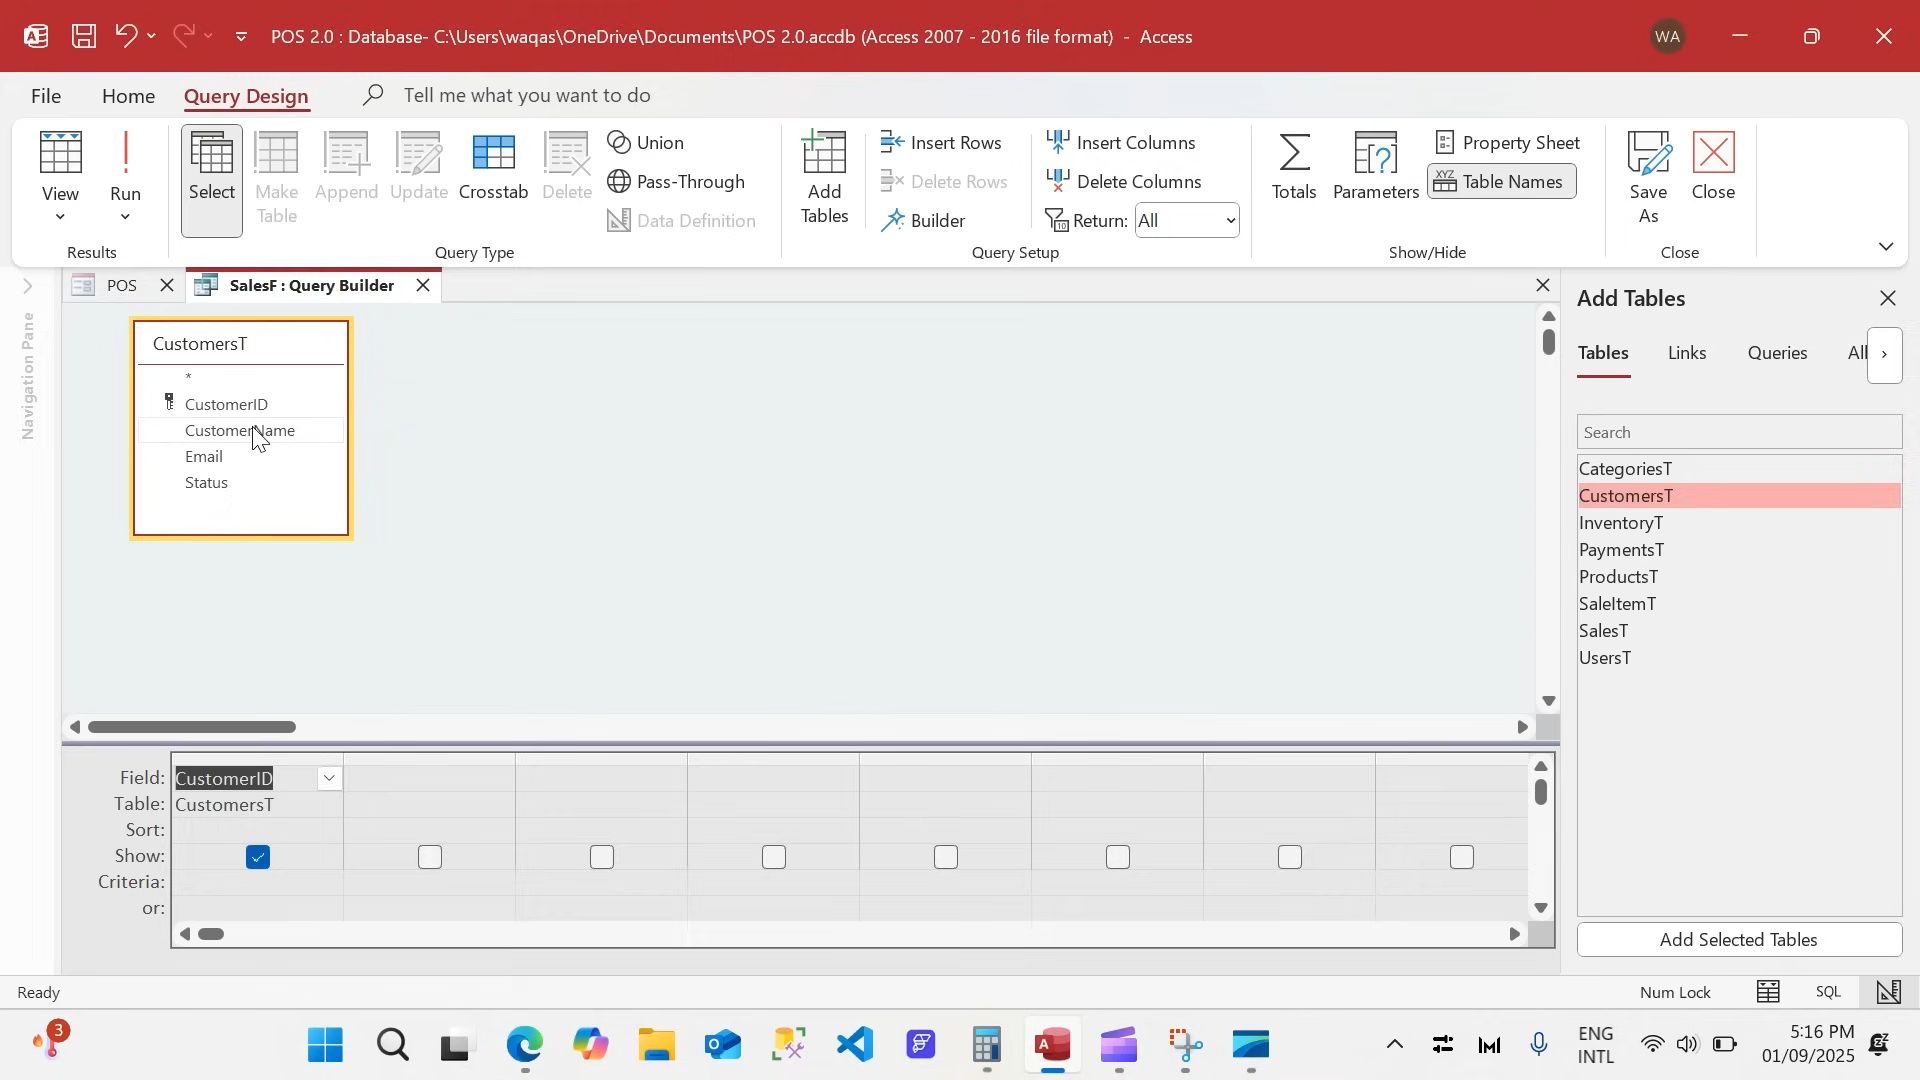 POS 2.0 : Database- C:\Users\waqas\OneDrive\Documents\POS 2.0.accdb (Access 2007 - 2016 file format) - Access
WA
File
Home
Query Design
Tell me what you want to do
View
Run
Select
Make Table
Append
Update
Crosstab
Delete
Union
Pass-Through
Data Definition
Add Tables
Insert Rows
Delete Rows
Builder
Insert Columns
Delete Columns
Return: All
Totals
Parameters
Property Sheet
Table Names
Save As
Close
Results
Query Type
Query Setup
Show/Hide
Close
POS
SalesF : Query Builder
Navigation Pane
CustomersT
*
CustomerID
CustomerName
Email
Status
Add Tables
Tables
Links
Queries
All
Search
CategoriesT
CustomersT
InventoryT
PaymentsT
ProductsT
SaleItemT
SalesT
UsersT
Add Selected Tables
Field: CustomerID
Table: CustomersT
Sort:
Show:
Criteria:
or:
Ready
Num Lock
SQL
3
ENG
INTL
5:16 PM
01/09/2025